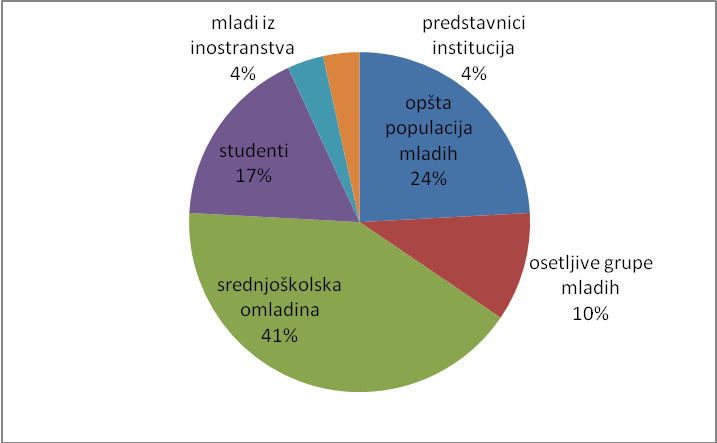 mladi iz
inostranstva
4%
predstavnici
institucija
4%
opšta
populacija
mladih
24%
studenti
17%
osetljive grupe
mladih
10%
srednjoškolska
omladina
41%